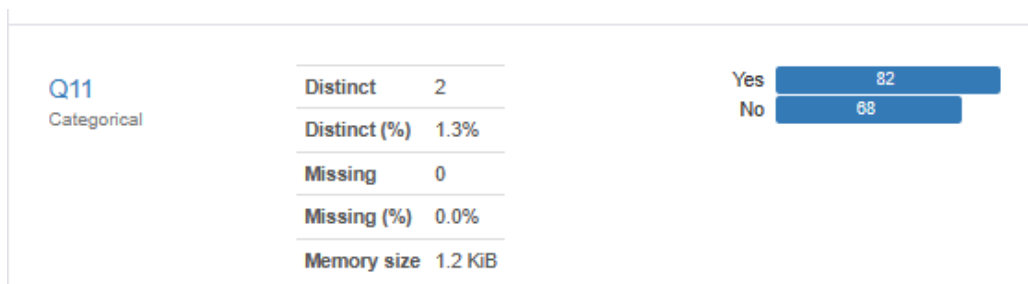 Q11
Categorical
Distinct 2
Distinct (%) 1.3%
Missing 0
Missing (%) 0.0%
Memory size 1.2 KiB
Yes 82
No 68